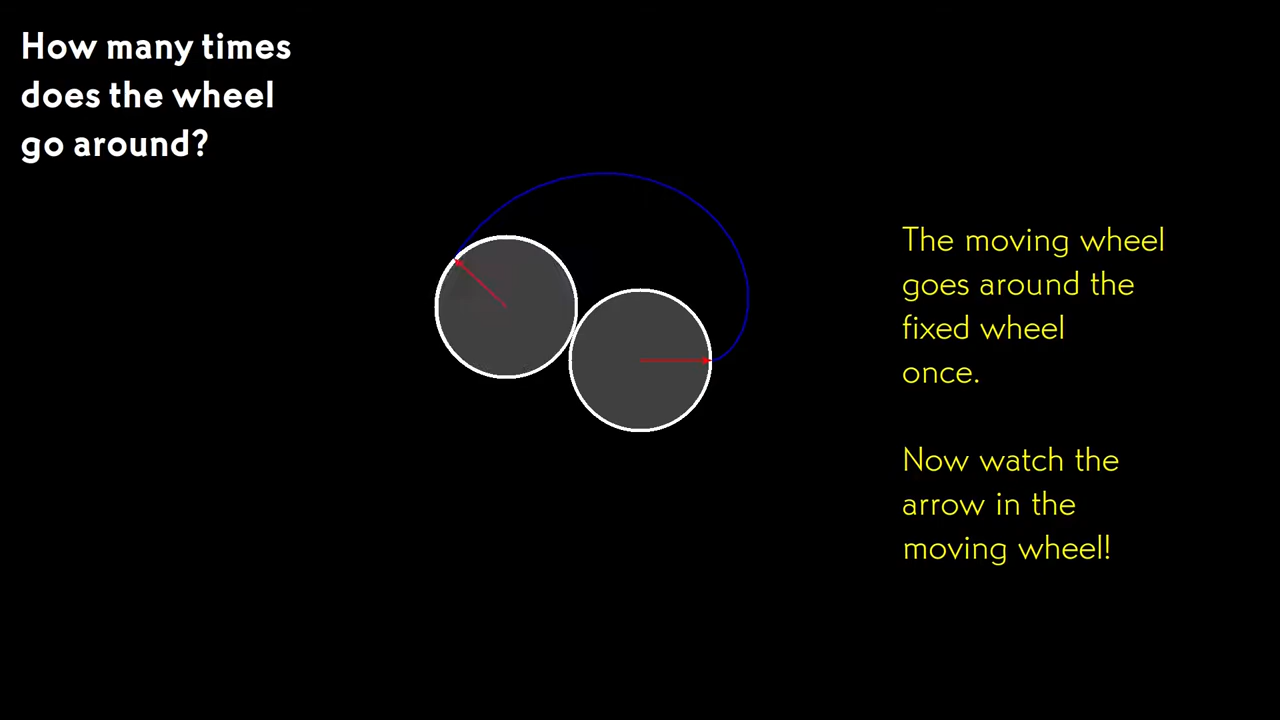 How many times
does the wheel
go around?
The moving wheel
goes around the
fixed wheel
once.
Now watch the
arrow in the
moving wheel!